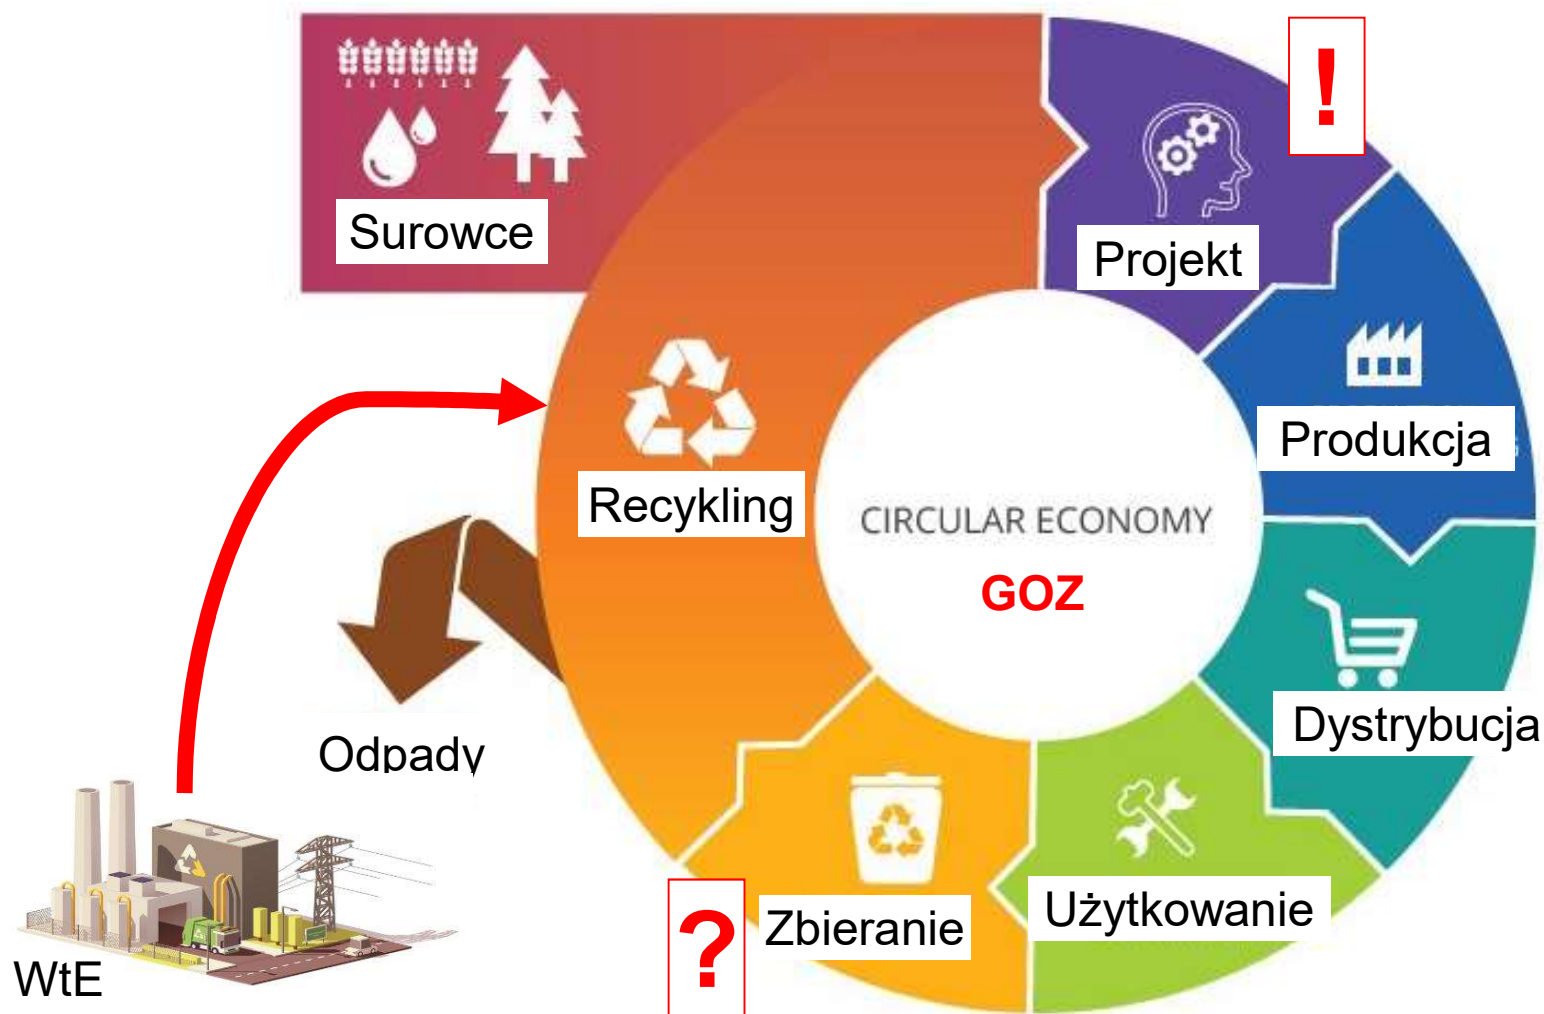 !
Surowce
Projekt
Produkcja
Recykling
CIRCULAR ECONOMY
GOZ
Dystrybucja
Odpady
?
Zbieranie
Użytkowanie
WtE